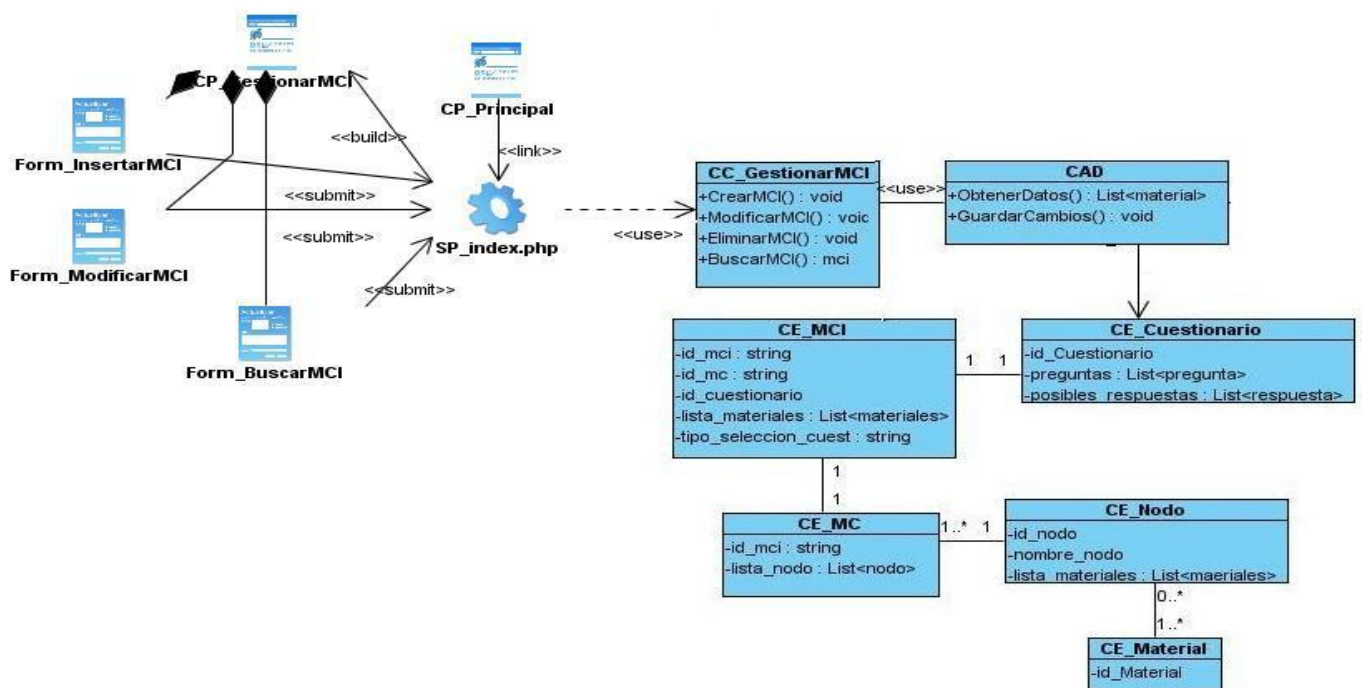 CP_GestionarMCI
CP_Principal
Form_InsertarMCI
<<build>>
<<link>>
<<submit>>
<<submit>>
SP_index.php
Form_ModificarMCI
<<submit>>
Form_BuscarMCI
<<use>>
CC_GestionarMCI
+CrearMCI() : void
+ModificarMCI() : voic
+EliminarMCI() : void
+BuscarMCI() : mci
<<use>>
CAD
+ObtenerDatos() : List<material>
+GuardarCambios() : void
CE_MCI
-id_mci : string
-id_mc : string
-id_cuestionario
-lista_materiales : List<materiales>
-tipo_seleccion_cuest : string
1 1
CE_Cuestionario
-id_Cuestionario
-preguntas : List<pregunta>
-posibles_respuestas : List<respuesta>
1
1
CE_MC
-id_mci : string
-lista_nodo : List<nodo>
1..* 1
CE_Nodo
-id_nodo
-nombre_nodo
-lista_materiales : List<maeriales>
0..*
1..*
CE_Material
-id_Material